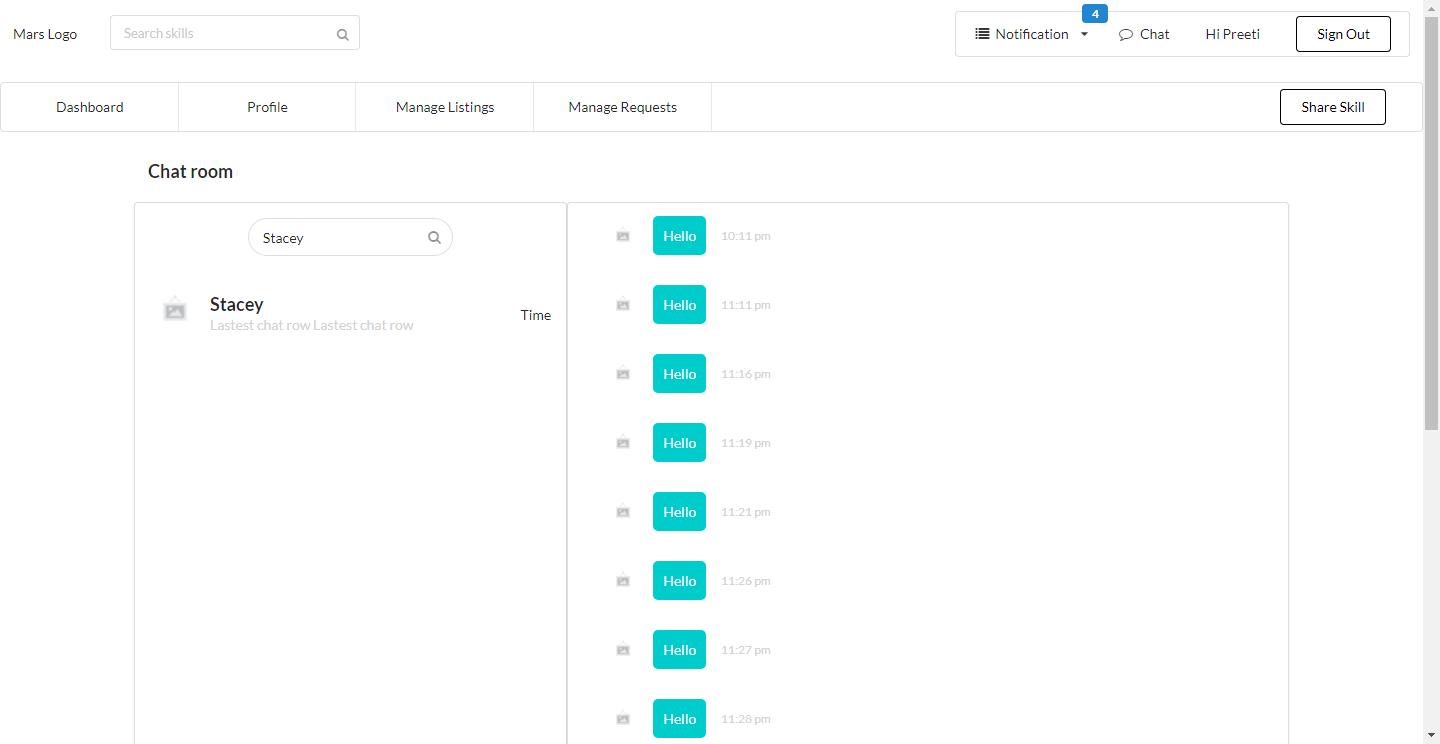 Mars Logo
Search skills
4
Notification
Chat
Hi Preeti
Sign Out
Dashboard
Profile
Manage Listings
Manage Requests
Share Skill
Chat room
Stacey
Stacey
Lastest chat row Lastest chat row
Time
Hello 10:11 pm
Hello 11:11 pm
Hello 11:16 pm
Hello 11:19 pm
Hello 11:21 pm
Hello 11:26 pm
Hello 11:27 pm
Hello 11:28 pm